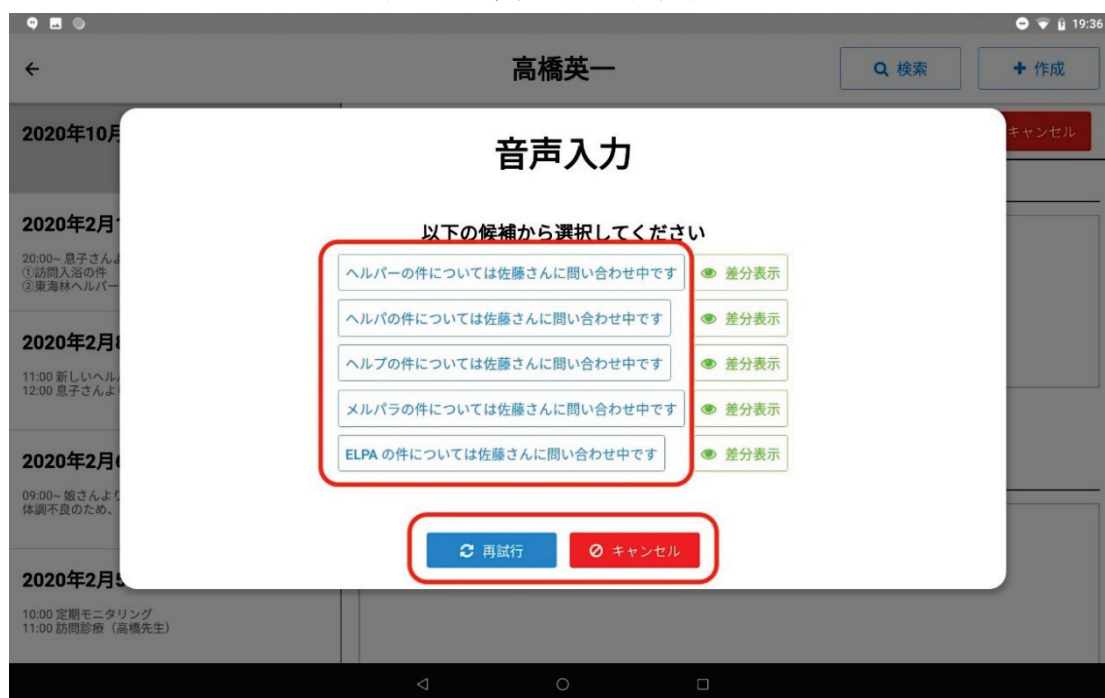 19:36
高橋英一
検索
作成
2020年10月
キャンセル
音声入力
2020年2月1
以下の候補から選択してください
20:00~ 息子さんよ
①訪問入浴の件
②東海林ヘルパー
ヘルパーの件については佐藤さんに問い合わせ中です 差分表示
ヘルパの件については佐藤さんに問い合わせ中です 差分表示
2020年2月8
11:00 新しいヘル
12:00 息子さんよ
ヘルプの件については佐藤さんに問い合わせ中です 差分表示
メルパラの件については佐藤さんに問い合わせ中です 差分表示
ELPA の件については佐藤さんに問い合わせ中です 差分表示
2020年2月6
09:00~ 娘さんより
体調不良のため、
再試行 キャンセル
2020年2月5
10:00 定期モニタリング
11:00 訪問診療（高橋先生）